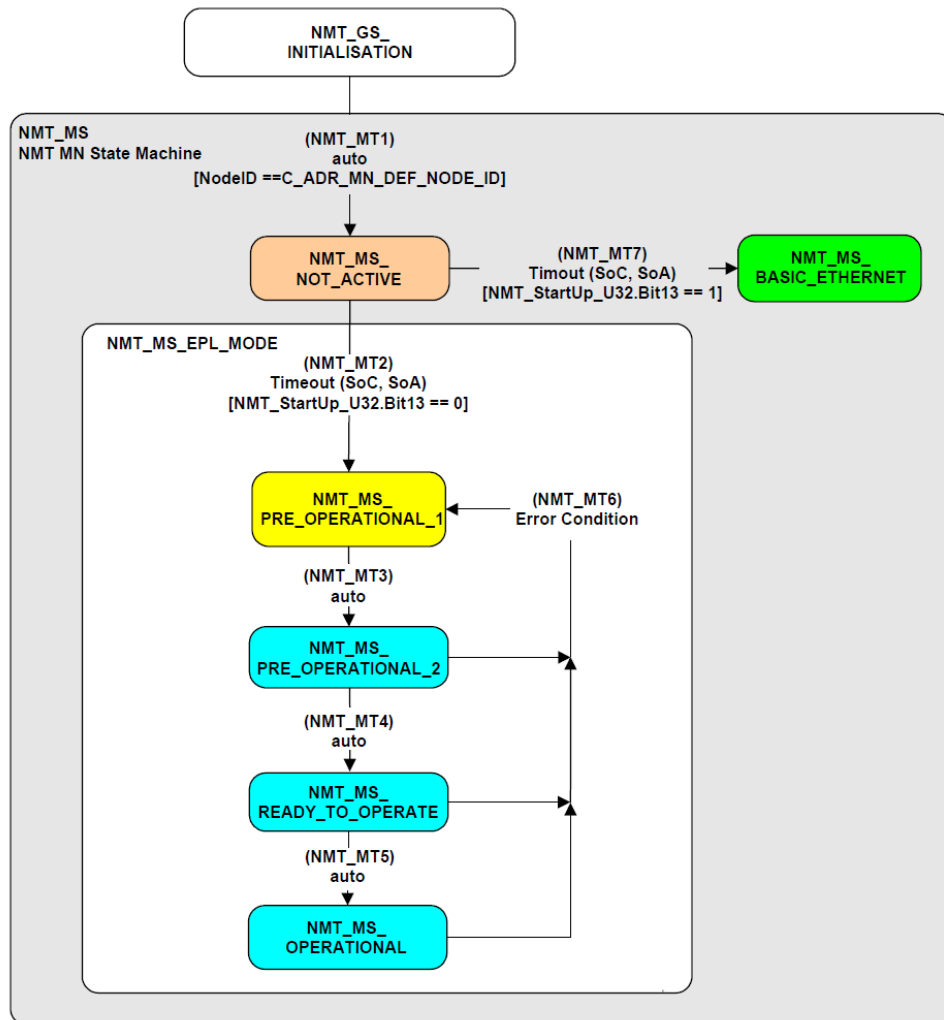 NMT_GS_
INITIALISATION
NMT_MS
NMT MN State Machine
(NMT_MT1)
auto
[NodeID ==C_ADR_MN_DEF_NODE_ID]
NMT_MS_
NOT_ACTIVE
(NMT_MT7)
Timeout (SoC, SoA)
[NMT_StartUp_U32.Bit13 == 1]
NMT_MS_
BASIC_ETHERNET
NMT_MS_EPL_MODE
(NMT_MT2)
Timeout (SoC, SoA)
[NMT_StartUp_U32.Bit13 == 0]
NMT_MS_
PRE_OPERATIONAL_1
(NMT_MT6)
Error Condition
(NMT_MT3)
auto
NMT_MS_
PRE_OPERATIONAL_2
(NMT_MT4)
auto
NMT_MS_
READY_TO_OPERATE
(NMT_MT5)
auto
NMT_MS_
OPERATIONAL